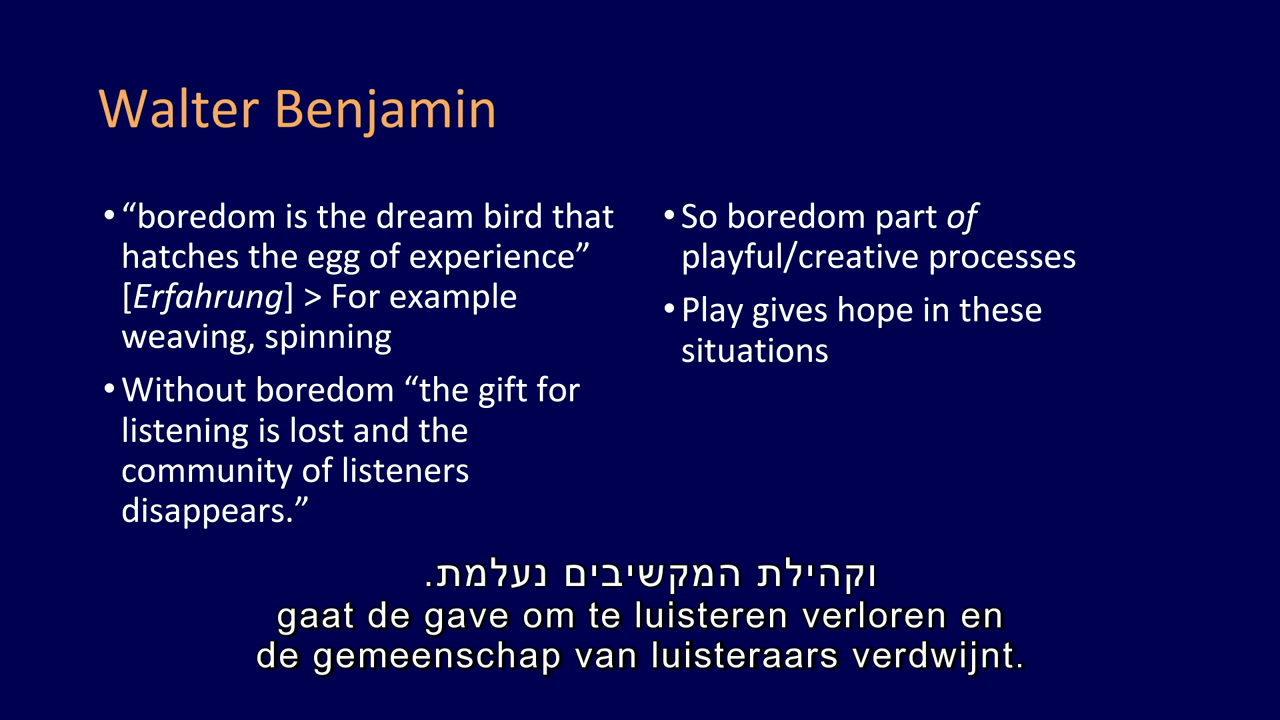 Walter Benjamin
• “boredom is the dream bird that
hatches the egg of experience”
[Erfahrung] > For example
weaving, spinning
• Without boredom “the gift for
listening is lost and the
community of listeners
disappears.”
• So boredom part of
playful/creative processes
• Play gives hope in these
situations
וקהילת המקשיבים נעלמת.
gaat de gave om te luisteren verloren en
de gemeenschap van luisteraars verdwijnt.